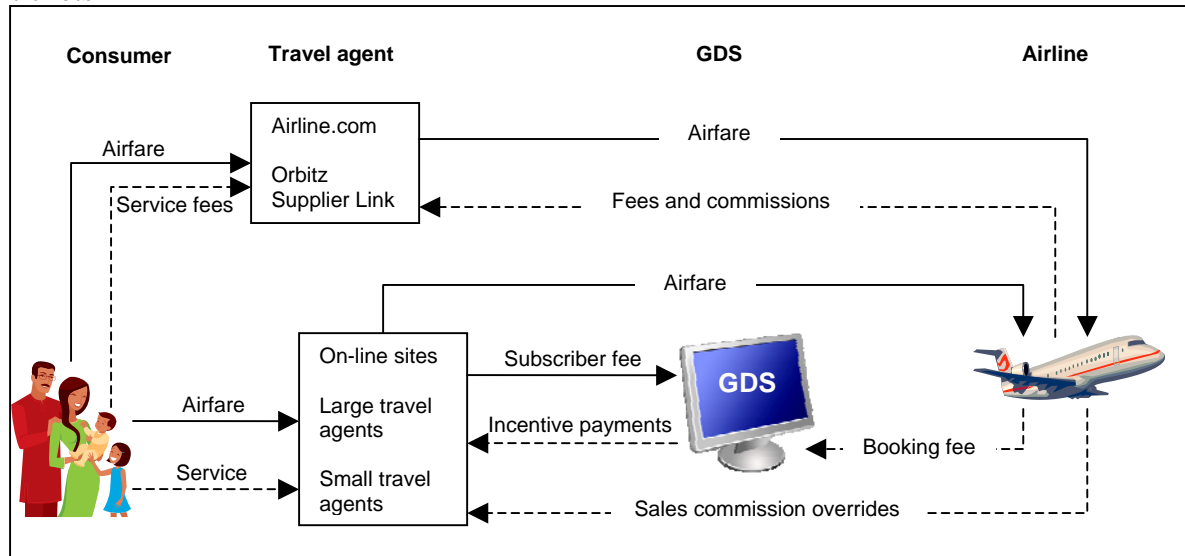 Consumer
Travel agent
GDS
Airline
Airline.com
Orbitz
Supplier Link
Airfare
Service fees
Airfare
Fees and commissions
Airfare
On-line sites
Large travel
agents
Small travel
agents
Subscriber fee
GDS
Airfare
Incentive payments
Booking fee
Service
Sales commission overrides